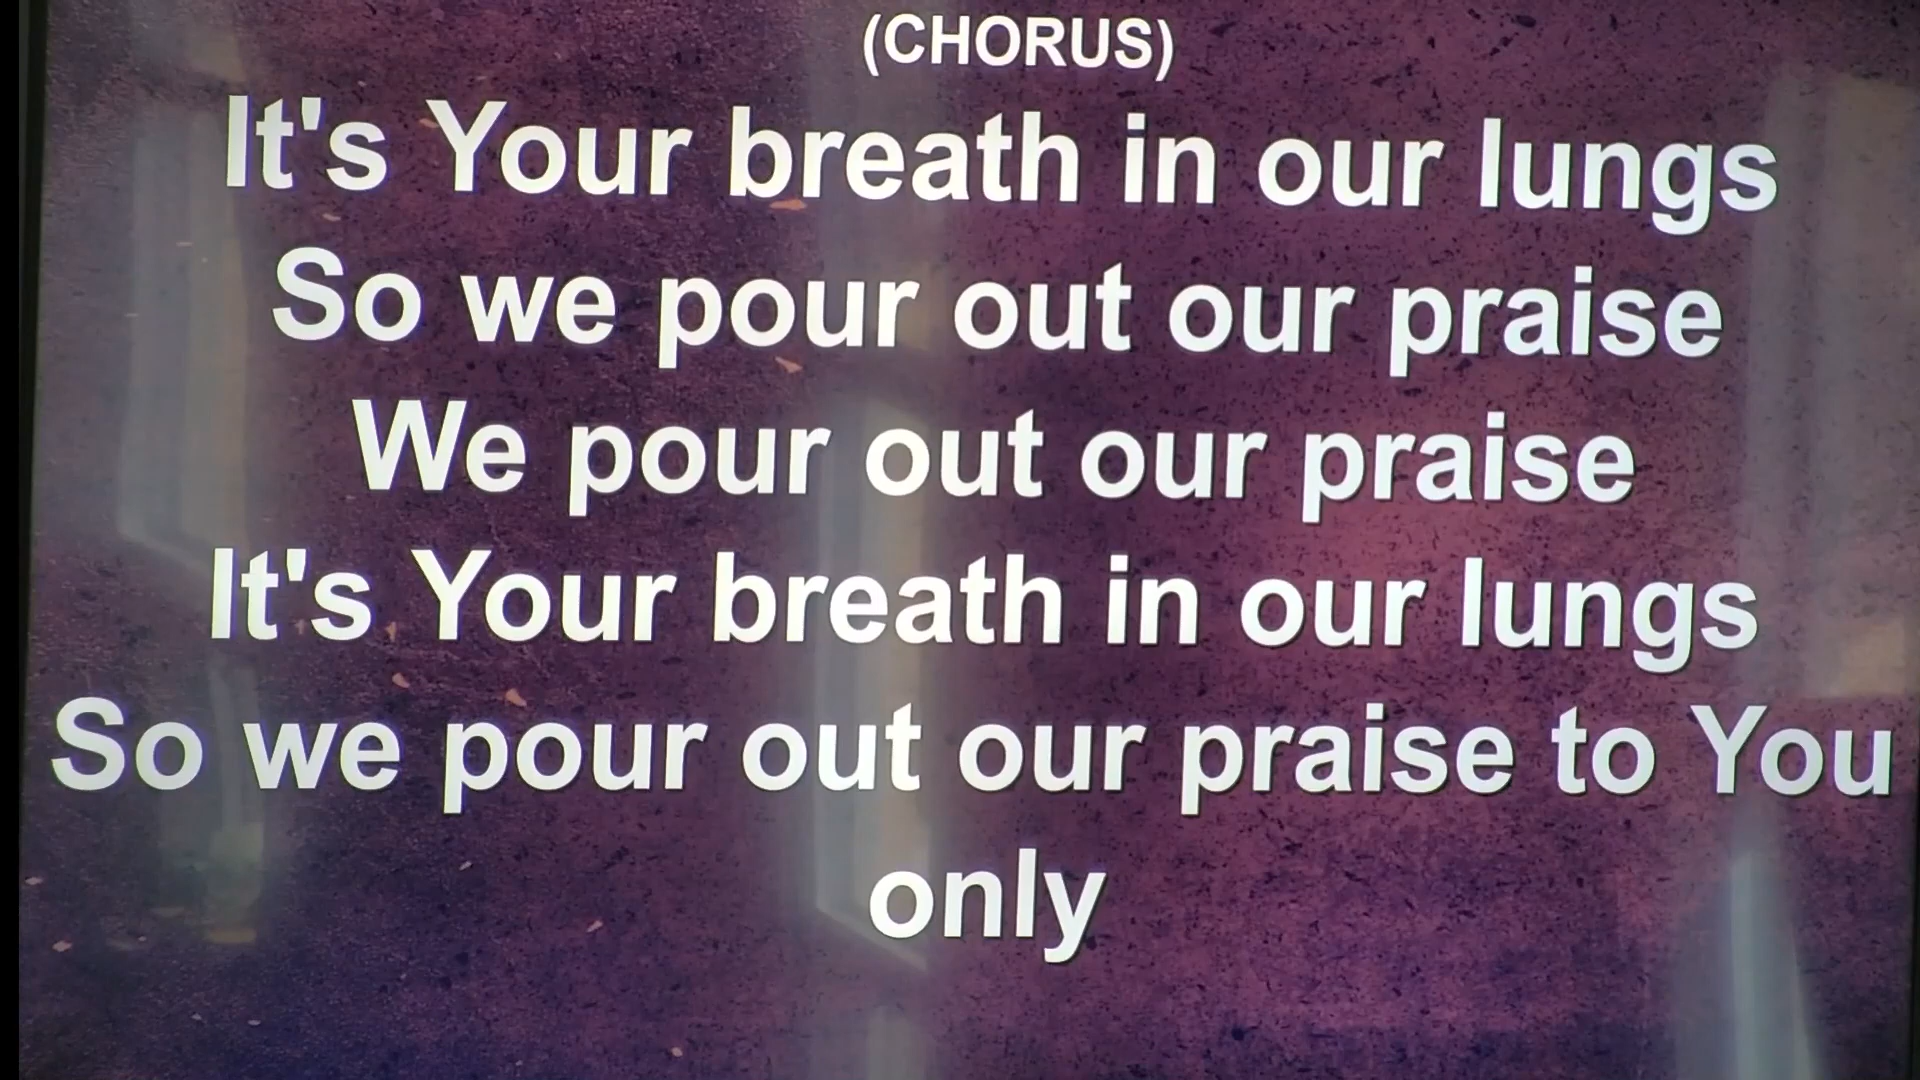 (CHORUS)
It's Your breath in our lungs
So we pour out our praise
We pour out our praise
It's Your breath in our lungs
So we pour out our praise to You
only